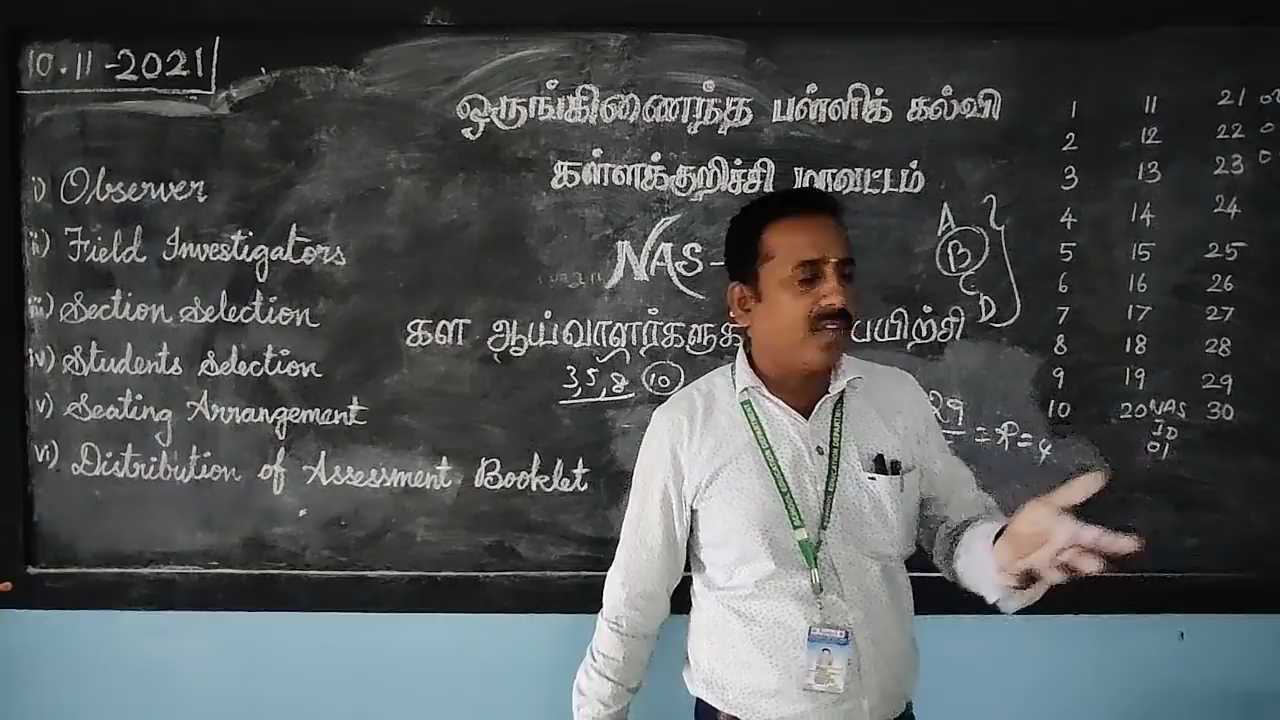 10.11-2021
ஒருங்கிணைந்த பள்ளிக் கல்வி
கள்ளக்குறிச்சி மாவட்டம்
NAS-
கள ஆய்வாளர்களுக
பயிற்சி
3,5,8 10
i) Observer
ii) Field Investigators
iii) Section Selection
iv) Students Selection
v) Seating Arrangement
vi) Distribution of Assessment Booklet
A
B
C
D
29
1 11 21
2 12 22
3 13 23
4 14 24
5 15 25
6 16 26
7 17 27
8 18 28
9 19 29
10 20 30
NAS
ID
01